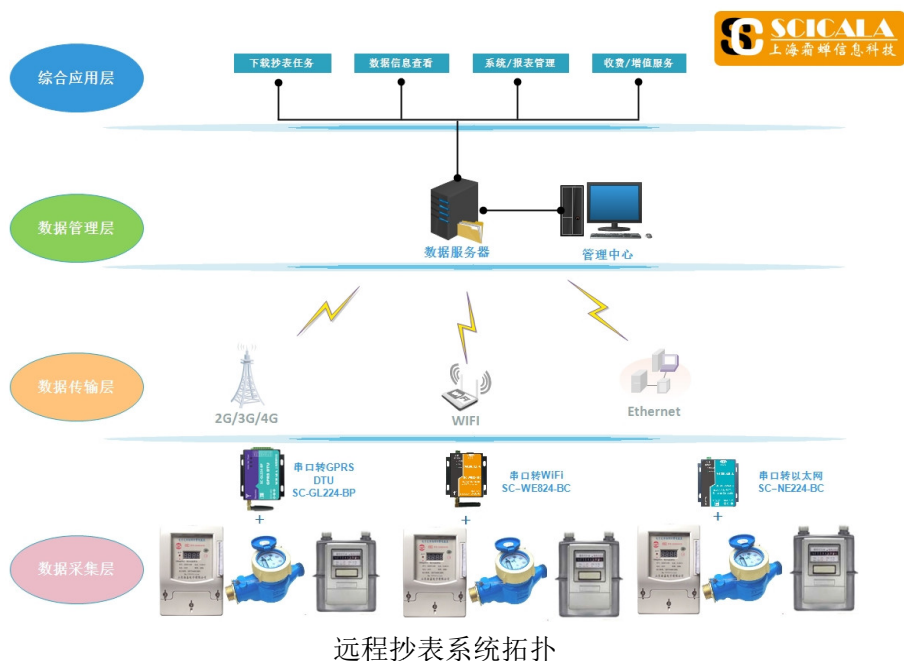 SC SCICALA
上海霜蝉信息科技
综合应用层
下载抄表任务
数据信息查看
系统/报表管理
收费/增值服务
数据管理层
数据服务器
管理中心
数据传输层
2G/3G/4G
WIFI
Ethernet
串口转GPRS
DTU
SC-GL224-BP
串口转WiFi
SC-WE824-BC
串口转以太网
SC-NE224-BC
+
+
+
数据采集层
远程抄表系统拓扑